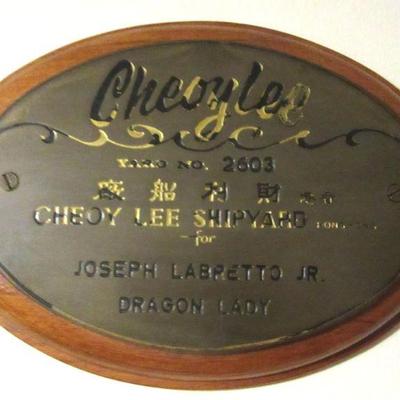 Cheoylee
YARD NO. 2603
廠船利財
CHEOY LEE SHIPYARD
for
JOSEPH LABRETTO JR.
DRAGON LADY